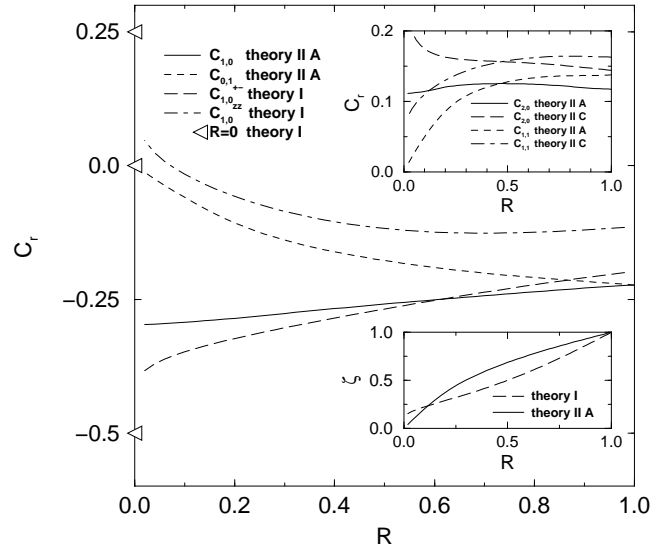 0.25
0.0
−0.25
−0.5
C_r
0.0
0.2
0.4
0.6
0.8
1.0
R
C_{1,0} theory II A
C_{0,1} theory II A
C_{1,0}^{+−} theory I
C_{1,0}^{zz} theory I
R=0 theory I
0.2
0.1
0.0
C_r
0.0
0.5
1.0
R
C_{2,0} theory II A
C_{2,0} theory II C
C_{1,1} theory II A
C_{1,1} theory II C
1.0
0.5
0.0
ζ
0.0
0.5
1.0
R
theory I
theory II A